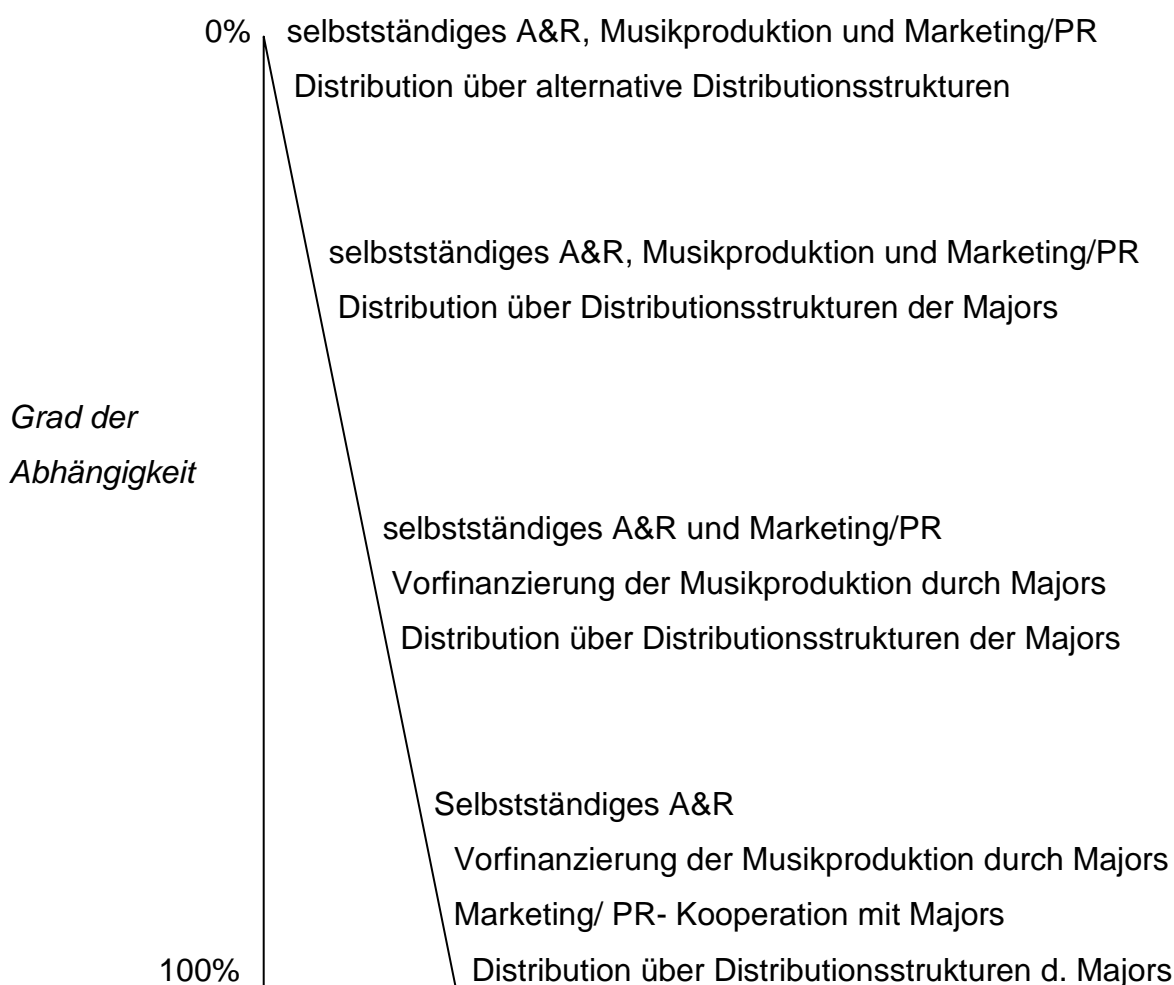 0% selbstständiges A&R, Musikproduktion und Marketing/PR
Distribution über alternative Distributionsstrukturen
selbstständiges A&R, Musikproduktion und Marketing/PR
Distribution über Distributionsstrukturen der Majors
Grad der
Abhängigkeit
selbstständiges A&R und Marketing/PR
Vorfinanzierung der Musikproduktion durch Majors
Distribution über Distributionsstrukturen der Majors
Selbstständiges A&R
Vorfinanzierung der Musikproduktion durch Majors
Marketing/ PR- Kooperation mit Majors
100% Distribution über Distributionsstrukturen d. Majors